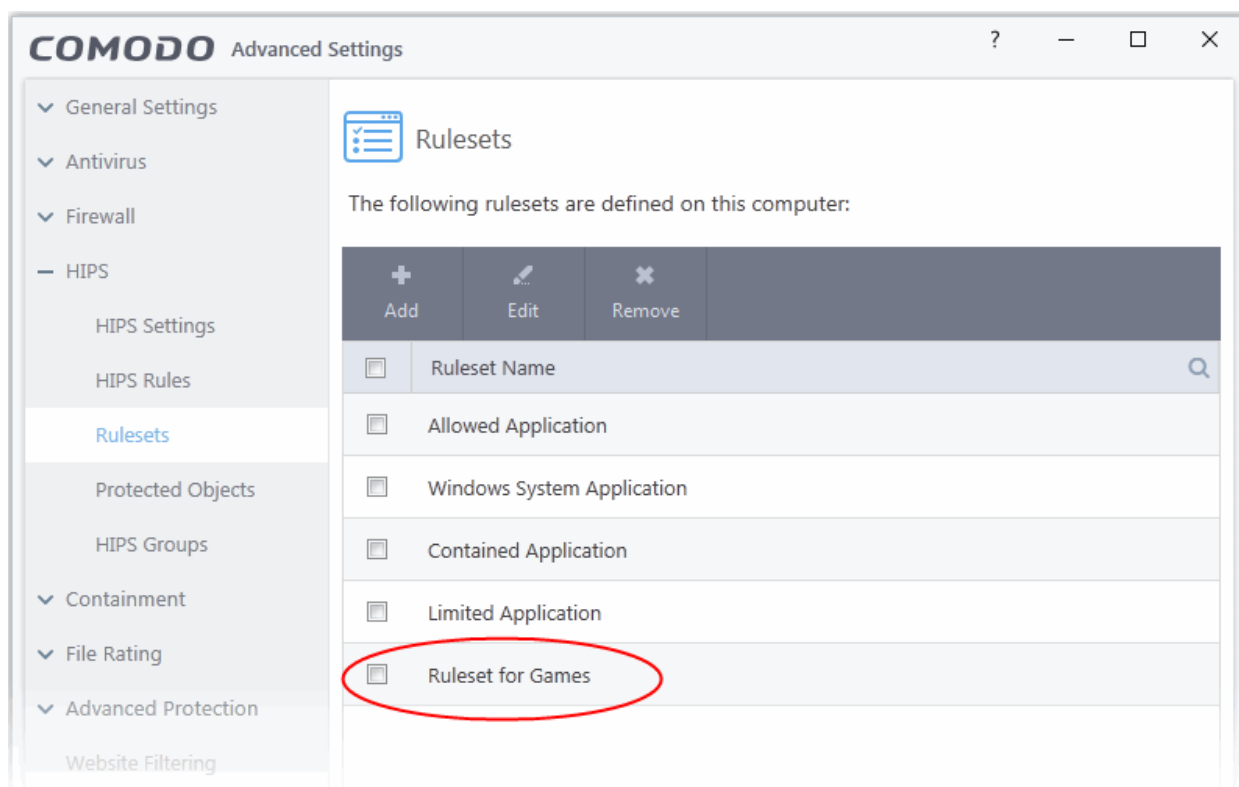 COMODO Advanced Settings
?
General Settings
Antivirus
Firewall
HIPS
HIPS Settings
HIPS Rules
Rulesets
Protected Objects
HIPS Groups
Containment
File Rating
Advanced Protection
Website Filtering
Rulesets
The following rulesets are defined on this computer:
Add Edit Remove
Ruleset Name
Allowed Application
Windows System Application
Contained Application
Limited Application
Ruleset for Games